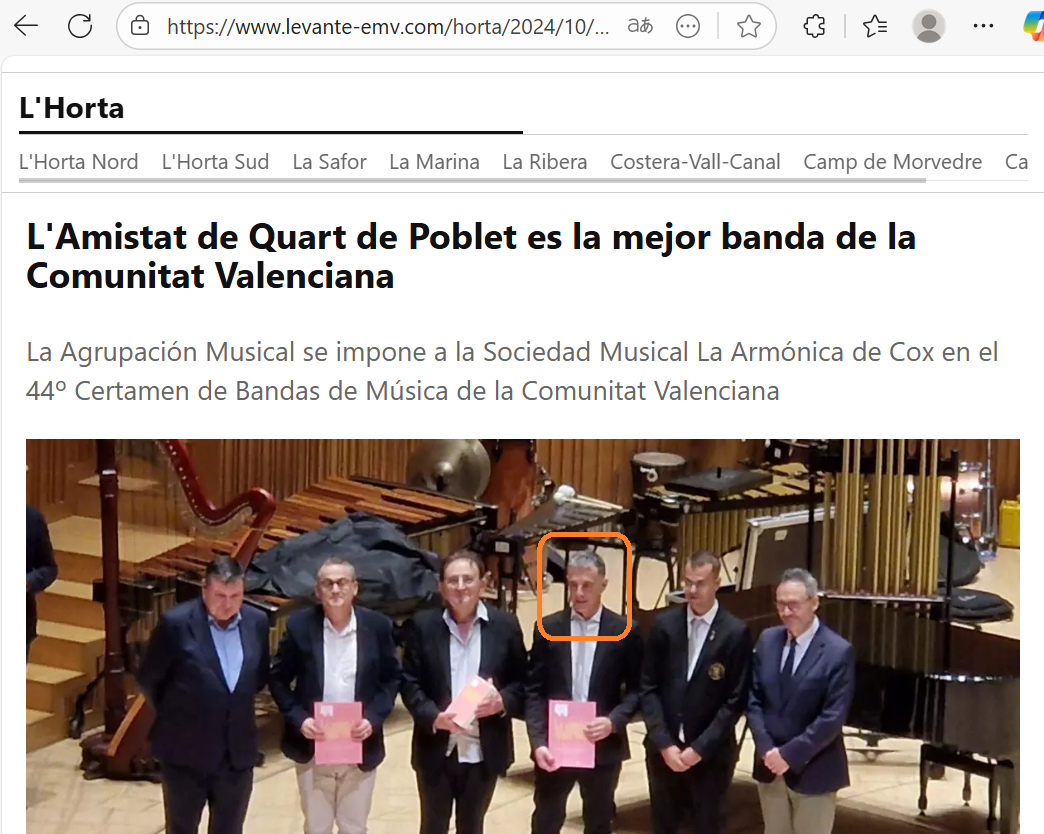 https://www.levante-emv.com/horta/2024/10/...
L'Horta
L'Horta Nord L'Horta Sud La Safor La Marina La Ribera Costera-Vall-Canal Camp de Morvedre Ca
L'Amistat de Quart de Poblet es la mejor banda de la
Comunitat Valenciana
La Agrupación Musical se impone a la Sociedad Musical La Armónica de Cox en el
44º Certamen de Bandas de Música de la Comunitat Valenciana